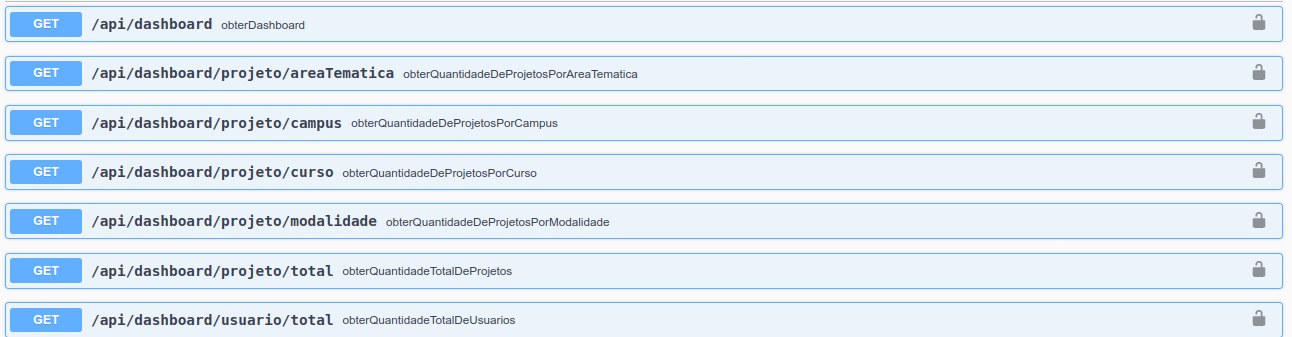 GET /api/dashboard obterDashboard
GET /api/dashboard/projeto/areaTematica obterQuantidadeDeProjetosPorAreaTematica
GET /api/dashboard/projeto/campus obterQuantidadeDeProjetosPorCampus
GET /api/dashboard/projeto/curso obterQuantidadeDeProjetosPorCurso
GET /api/dashboard/projeto/modalidade obterQuantidadeDeProjetosPorModalidade
GET /api/dashboard/projeto/total obterQuantidadeTotalDeProjetos
GET /api/dashboard/usuario/total obterQuantidadeTotalDeUsuarios